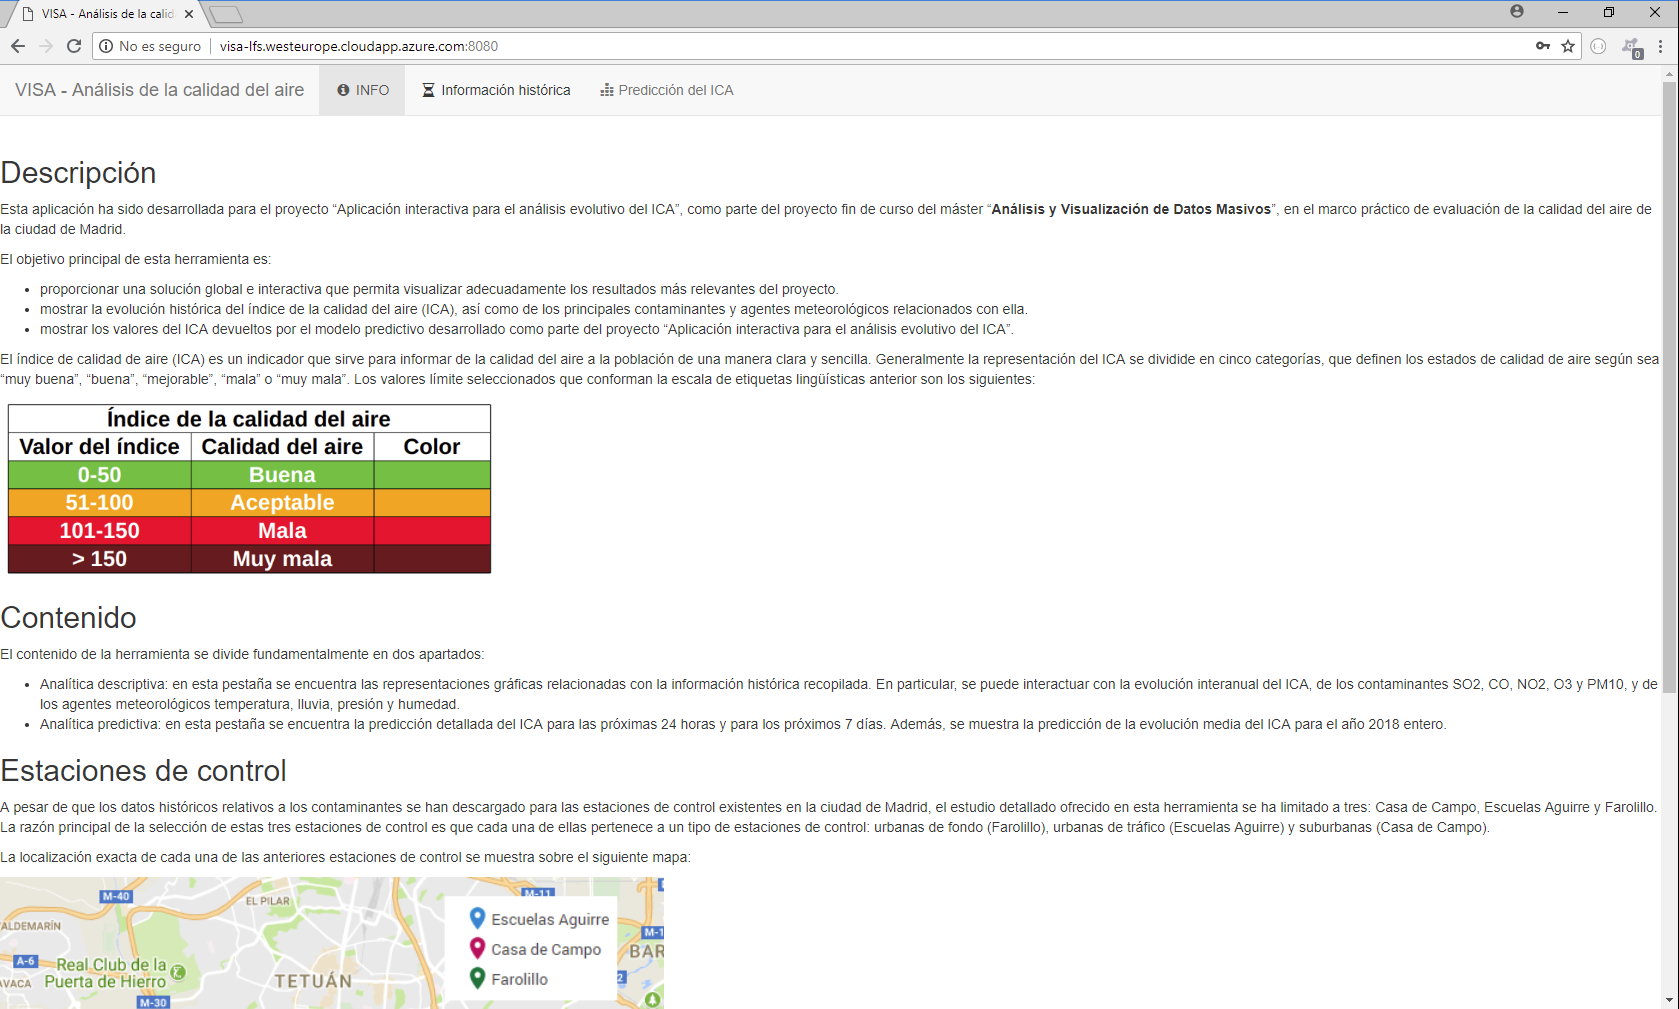 VISA - Análisis de la calid
No es seguro | visa-lfs.westeurope.cloudapp.azure.com:8080
0
VISA - Análisis de la calidad del aire INFO Información histórica Predicción del ICA
Descripción
Esta aplicación ha sido desarrollada para el proyecto “Aplicación interactiva para el análisis evolutivo del ICA”, como parte del proyecto fin de curso del máster “Análisis y Visualización de Datos Masivos”, en el marco práctico de evaluación de la calidad del aire de
la ciudad de Madrid.
El objetivo principal de esta herramienta es:
• proporcionar una solución global e interactiva que permita visualizar adecuadamente los resultados más relevantes del proyecto.
• mostrar la evolución histórica del índice de la calidad del aire (ICA), así como de los principales contaminantes y agentes meteorológicos relacionados con ella.
• mostrar los valores del ICA devueltos por el modelo predictivo desarrollado como parte del proyecto “Aplicación interactiva para el análisis evolutivo del ICA”.
El índice de calidad de aire (ICA) es un indicador que sirve para informar de la calidad del aire a la población de una manera clara y sencilla. Generalmente la representación del ICA se dividide en cinco categorías, que definen los estados de calidad de aire según sea
“muy buena”, “buena”, “mejorable”, “mala” o “muy mala”. Los valores límite seleccionados que conforman la escala de etiquetas lingüísticas anterior son los siguientes:
Índice de la calidad del aire
Valor del índice Calidad del aire Color
0-50 Buena
51-100 Aceptable
101-150 Mala
> 150 Muy mala
Contenido
El contenido de la herramienta se divide fundamentalmente en dos apartados:
• Analítica descriptiva: en esta pestaña se encuentra las representaciones gráficas relacionadas con la información histórica recopilada. En particular, se puede interactuar con la evolución interanual del ICA, de los contaminantes SO2, CO, NO2, O3 y PM10, y de
los agentes meteorológicos temperatura, lluvia, presión y humedad.
• Analítica predictiva: en esta pestaña se encuentra la predicción detallada del ICA para las próximas 24 horas y para los próximos 7 días. Además, se muestra la predicción de la evolución media del ICA para el año 2018 entero.
Estaciones de control
A pesar de que los datos históricos relativos a los contaminantes se han descargado para las estaciones de control existentes en la ciudad de Madrid, el estudio detallado ofrecido en esta herramienta se ha limitado a tres: Casa de Campo, Escuelas Aguirre y Farolillo.
La razón principal de la selección de estas tres estaciones de control es que cada una de ellas pertenece a un tipo de estaciones de control: urbanas de fondo (Farolillo), urbanas de tráfico (Escuelas Aguirre) y suburbanas (Casa de Campo).
La localización exacta de cada una de las anteriores estaciones de control se muestra sobre el siguiente mapa:
M-40
EL PILAR
M-11
ALDEMARÍN
Escuelas Aguirre
M-1
Casa de Campo
BAR
A-6
Real Club de la
Puerta de Hierro
AVACA
TETUÁN
Farolillo
2
M-30